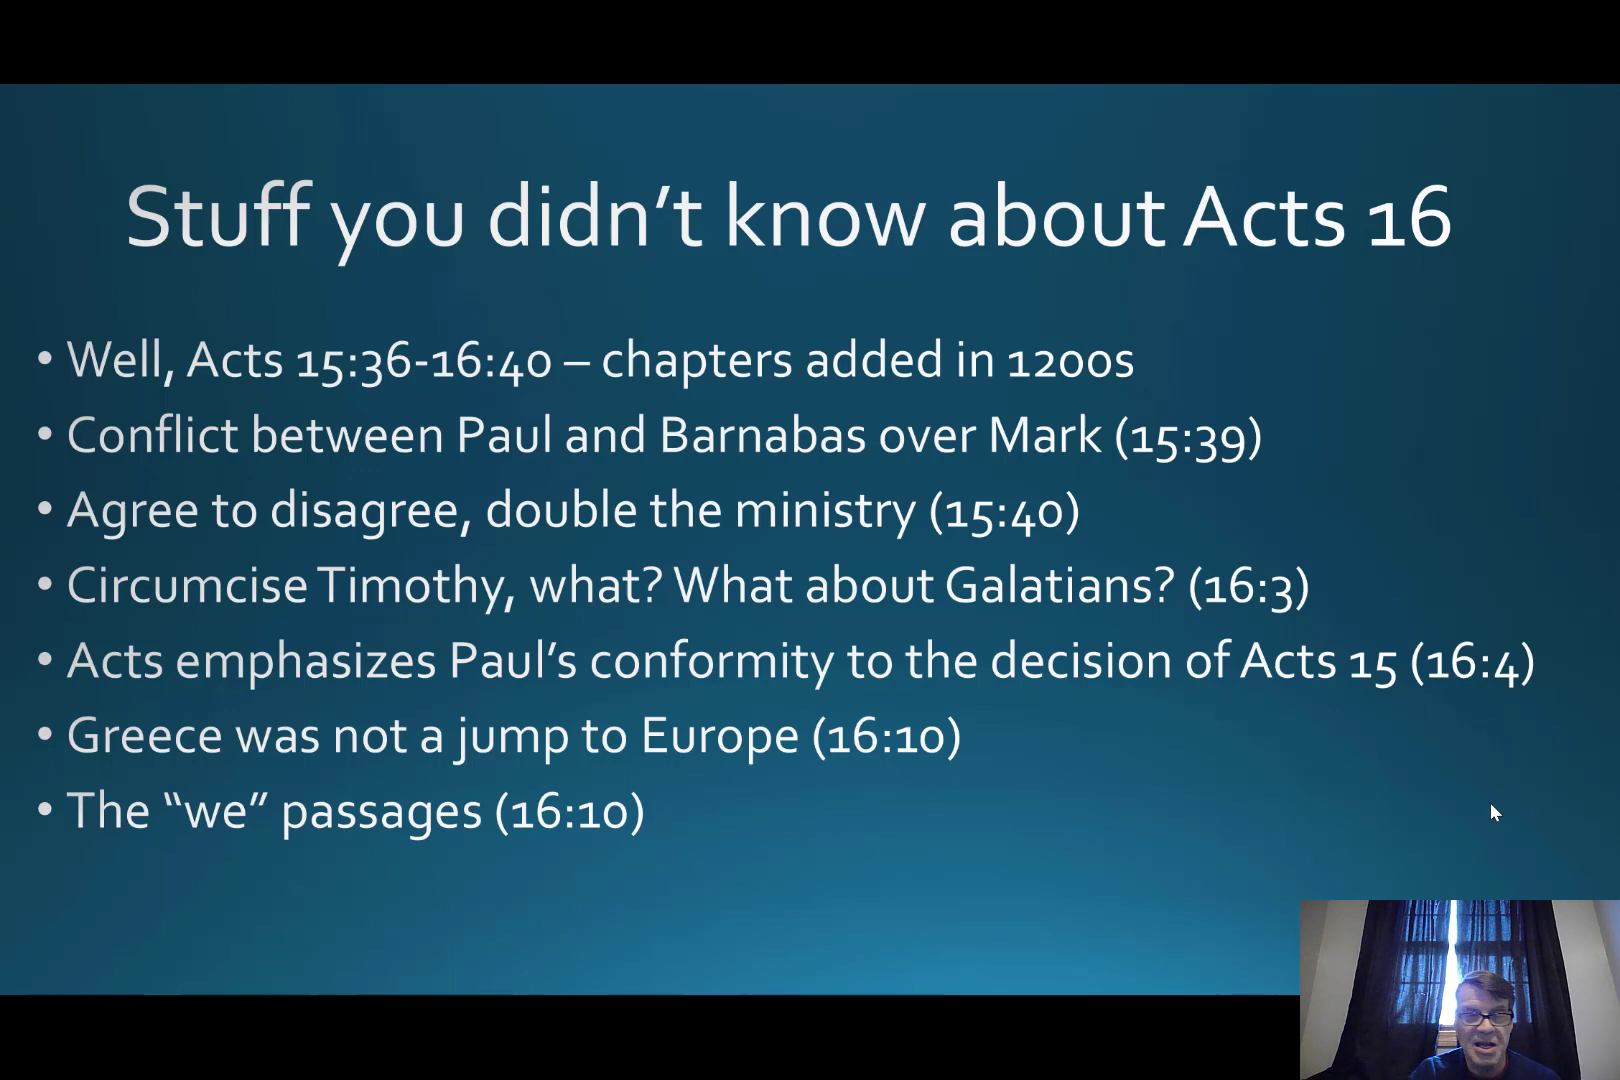 Stuff you didn’t know about Acts 16
• Well, Acts 15:36-16:40 – chapters added in 1200s
• Conflict between Paul and Barnabas over Mark (15:39)
• Agree to disagree, double the ministry (15:40)
• Circumcise Timothy, what? What about Galatians? (16:3)
• Acts emphasizes Paul’s conformity to the decision of Acts 15 (16:4)
• Greece was not a jump to Europe (16:10)
• The “we” passages (16:10)